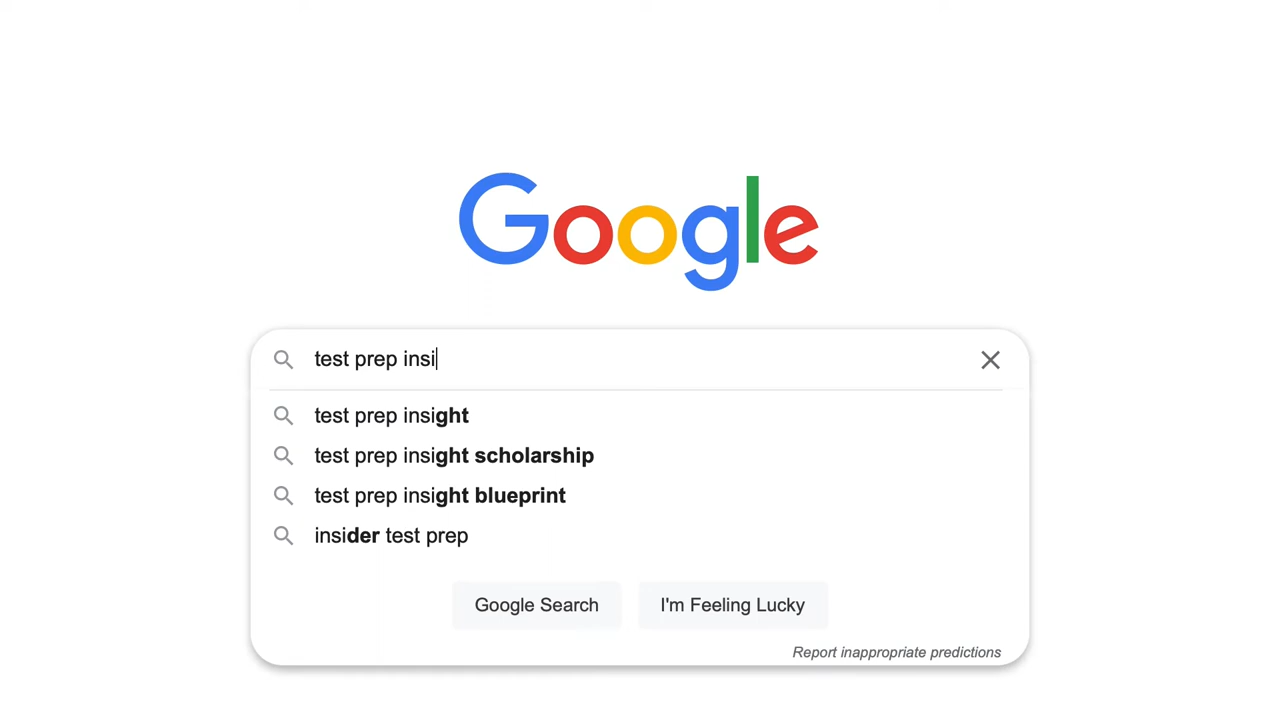 Google
test prep insi
test prep insight
test prep insight scholarship
test prep insight blueprint
insider test prep
Google Search
I'm Feeling Lucky
Report inappropriate predictions